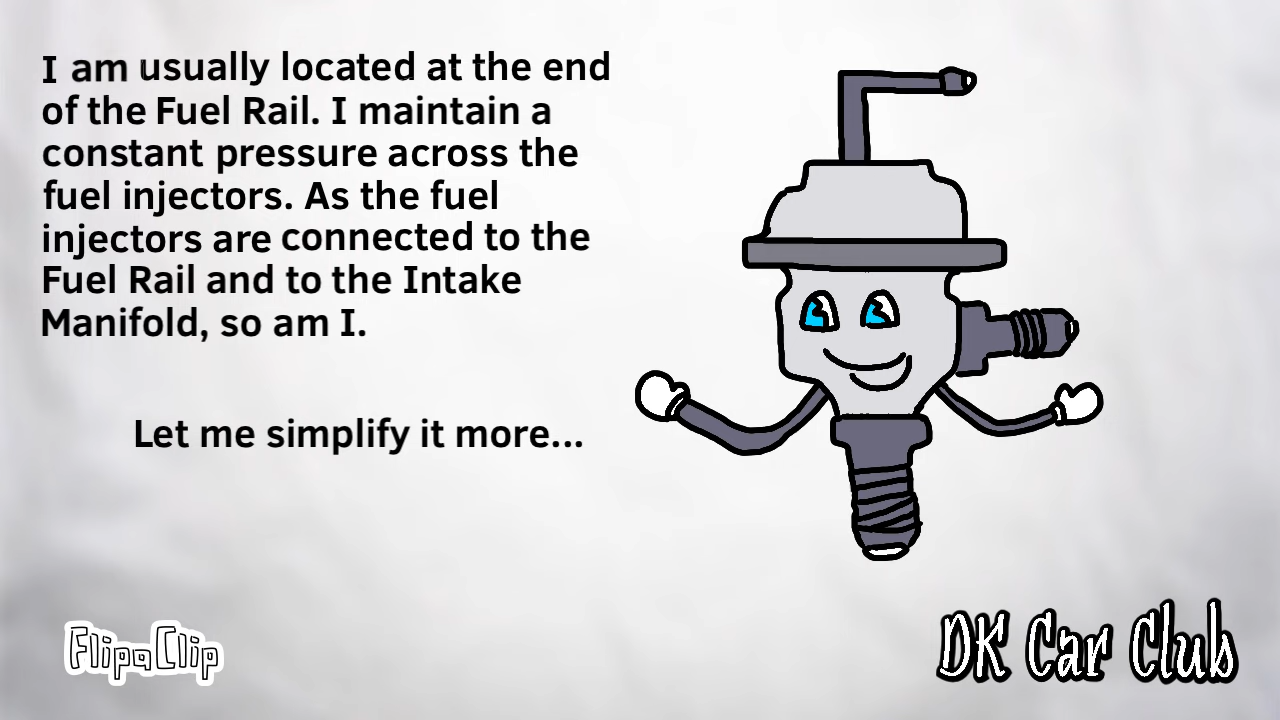 I am usually located at the end
of the Fuel Rail. I maintain a
constant pressure across the
fuel injectors. As the fuel
injectors are connected to the
Fuel Rail and to the Intake
Manifold, so am I.
Let me simplify it more...
FlipaClip
DK Car Club